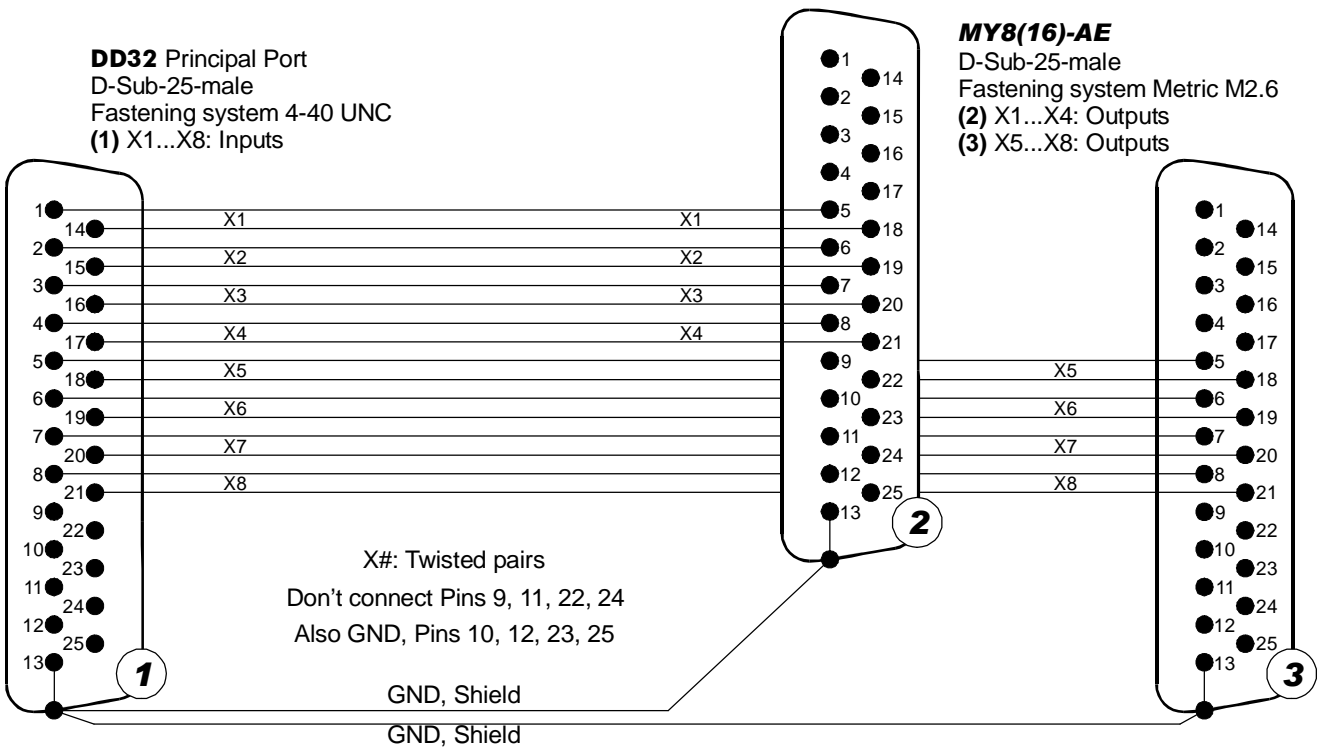 DD32 Principal Port
D-Sub-25-male
Fastening system 4-40 UNC
(1) X1...X8: Inputs
MY8(16)-AE
D-Sub-25-male
Fastening system Metric M2.6
(2) X1...X4: Outputs
(3) X5...X8: Outputs
1
14
2
15
3
16
4
17
5
18
6
19
7
20
8
21
9
22
10
23
11
24
12
25
13
1
X1
X2
X3
X4
X5
X6
X7
X8
X1
X2
X3
X4
1
14
2
15
3
16
4
17
5
18
6
19
7
20
8
21
9
22
10
23
11
24
12
25
13
2
X5
X6
X7
X8
1
14
2
15
3
16
4
17
5
18
6
19
7
20
8
21
9
22
10
23
11
24
12
25
13
3
X#: Twisted pairs
Don't connect Pins 9, 11, 22, 24
Also GND, Pins 10, 12, 23, 25
GND, Shield
GND, Shield